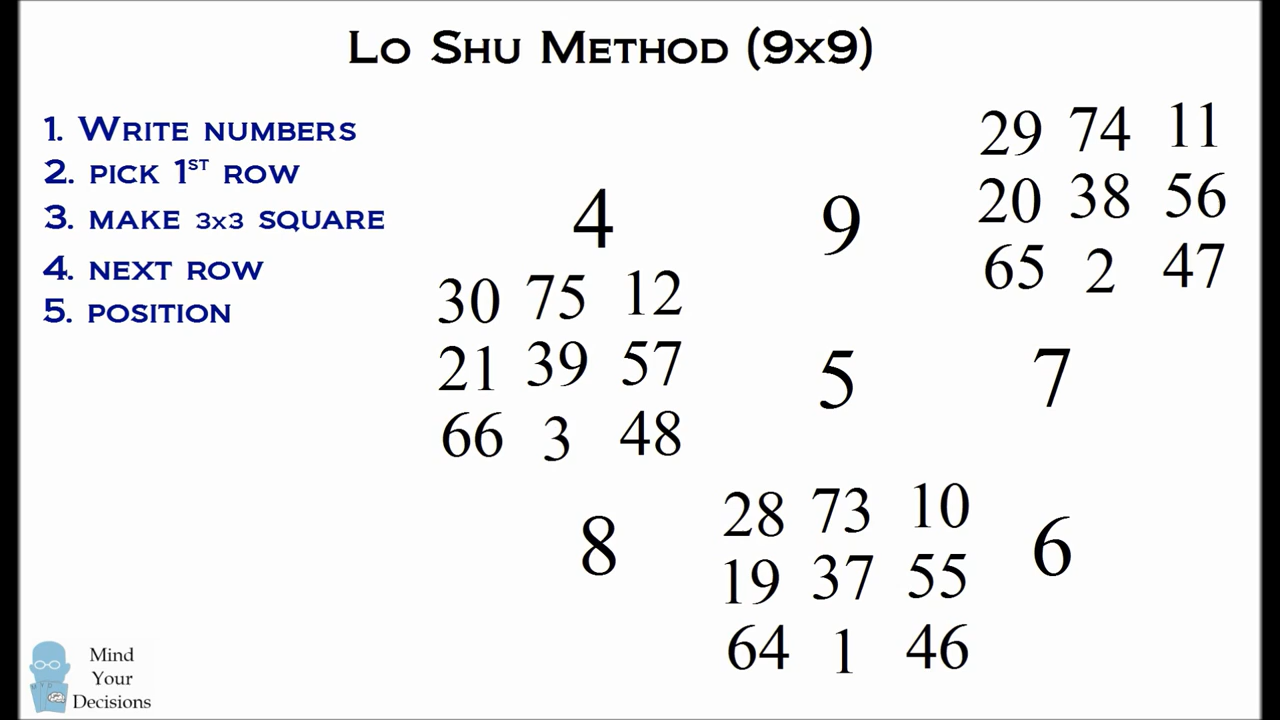 Lo Shu Method (9x9)
1. Write numbers
2. pick 1st row
3. make 3x3 square
4. next row
5. position
4 9
29 74 11
20 38 56
65 2 47
30 75 12
21 39 57
66 3 48
5 7
8
28 73 10
19 37 55
64 1 46
6
Mind
Your
Decisions